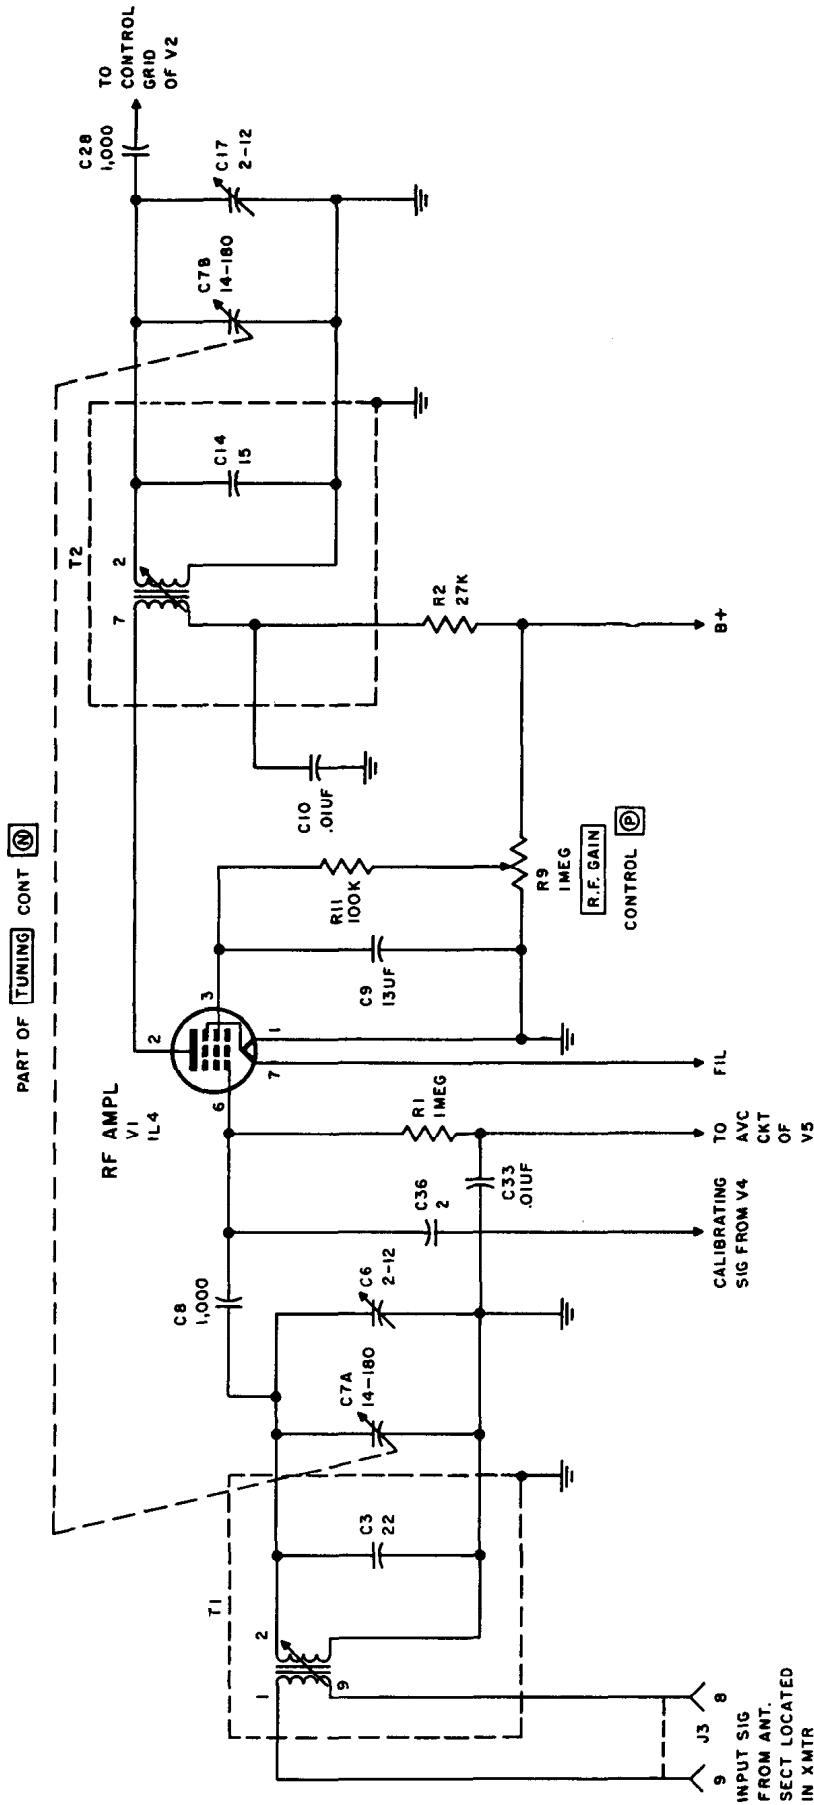 PART OF TUNING CONT N
TO
CONTROL
GRID
OF V2
C28
1,000
C17
2-12
C7B
14-180
C14
15
T2
2
7
R2
27K
B+
C10
.01UF
R11
100K
R9
1MEG
R.F. GAIN
CONTROL P
C9
13UF
RF AMPL
V1
1L4
2
3
1
7
6
FIL
R1
1MEG
TO
AVC
CKT
OF
V5
C33
.01UF
C36
2
CALIBRATING
SIG FROM V4
C8
1,000
C6
2-12
C7A
14-180
C3
22
T1
2
1
9
8
J3
9
INPUT SIG
FROM ANT.
SECT LOCATED
IN XMTR